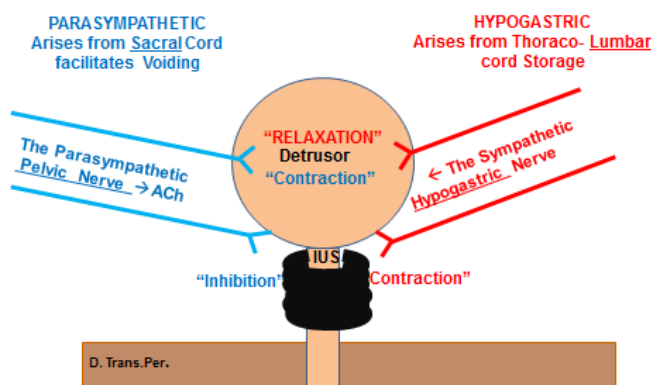 PARASYMPATHETIC
Arises from Sacral Cord
facilitates Voiding
HYPOGASTRIC
Arises from Thoraco- Lumbar
cord Storage
The Parasympathetic
Pelvic Nerve → ACh
“RELAXATION”
Detrusor
“Contraction”
← The Sympathetic
Hypogastric Nerve
IUS
“Inhibition”
Contraction”
D. Trans.Per.